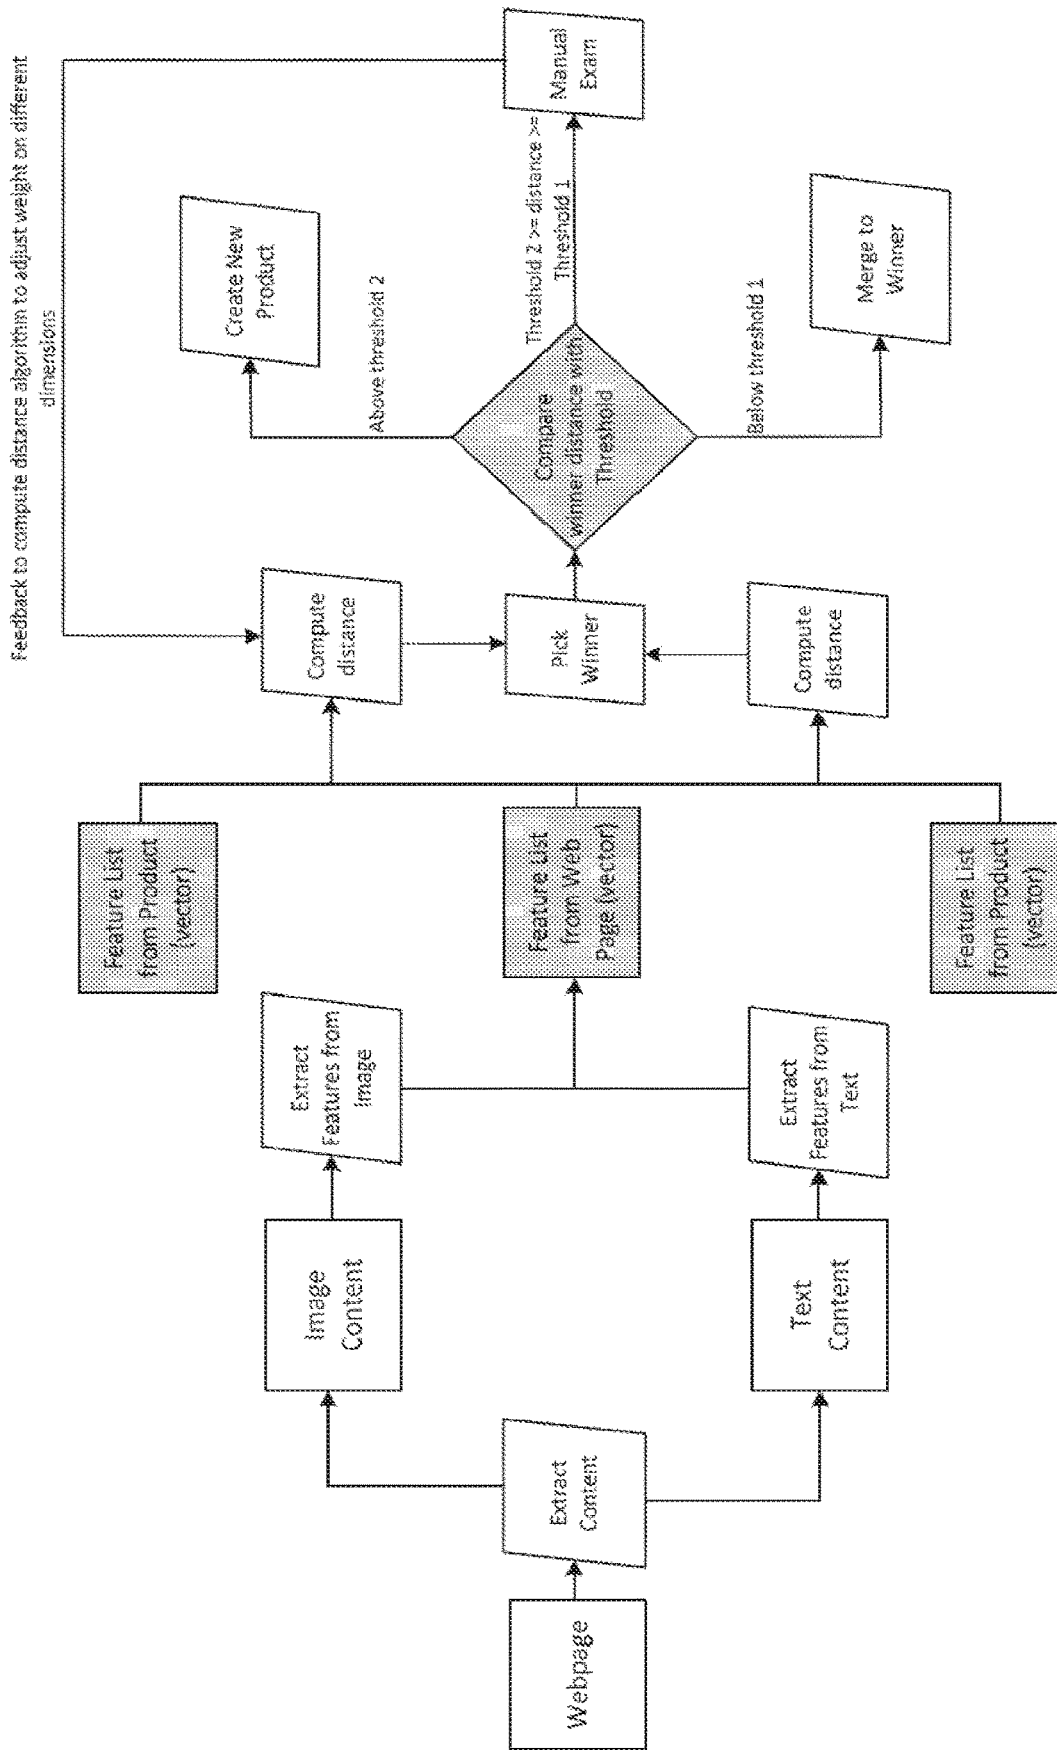 Feedback to compute distance algorithm to adjust weight on different
dimensions
Webpage
Extract
Content
Image
Content
Text
Content
Extract
Features from
Image
Extract
Features from
Text
Feature List
from Product
(vector)
Feature List
from Web
Page (vector)
Feature List
from Product
(vector)
Compute
distance
Pick
Winner
Compute
distance
Compare
winner distance with
Threshold
Above threshold 2
Create New
Product
Threshold 2 >= distance >=
Threshold 1
Manual
Exam
Below threshold 1
Merge to
Winner